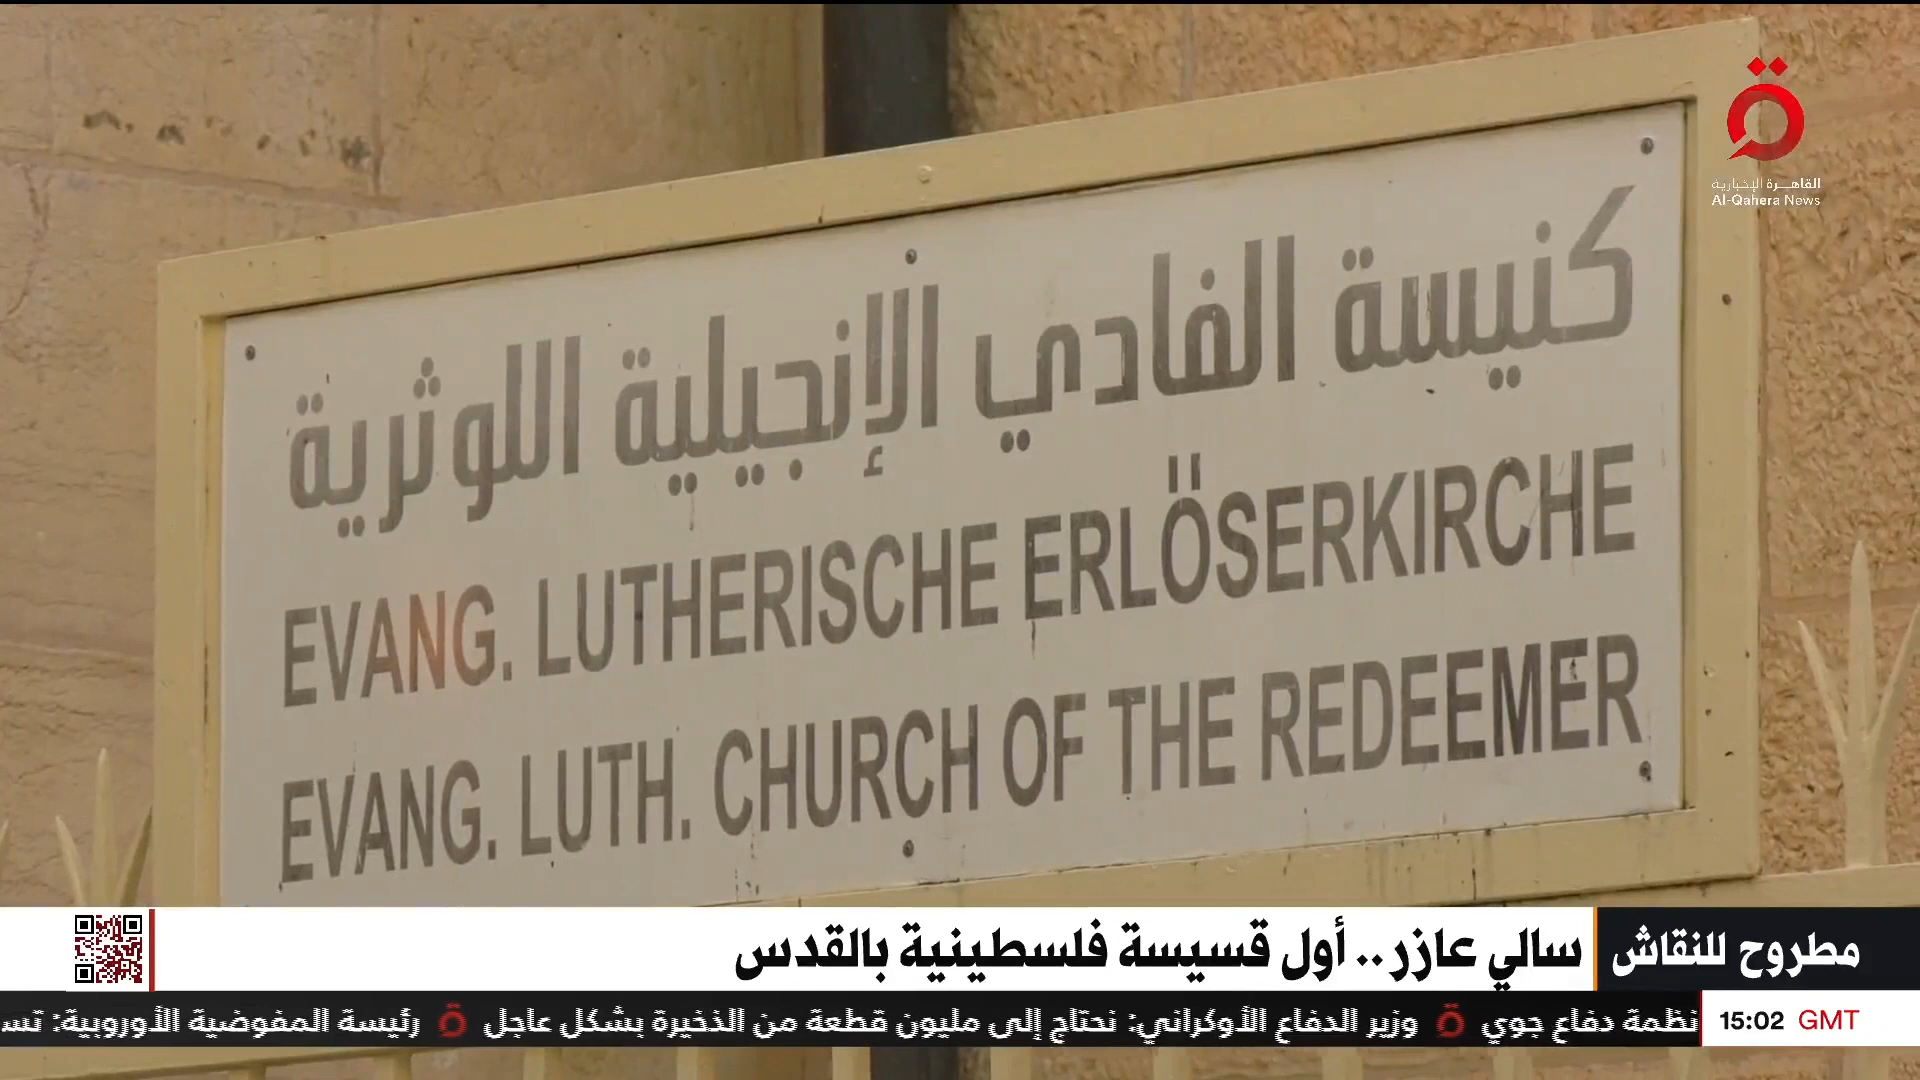 القاهرة الإخبارية
Al-Qahera News
كنيسة الفادي الإنجيلية اللوثرية
EVANG. LUTHERISCHE ERLÖSERKIRCHE
EVANG. LUTH. CHURCH OF THE REDEEMER
مطروح للنقاش
سالي عازر .. أول قسيسة فلسطينية بالقدس
15:02 GMT
دفاع جوي وزير الدفاع الأوكراني: نحتاج إلى مليون قطعة من الذخيرة بشكل عاجل رئيسة المفوضية الأوروبية: